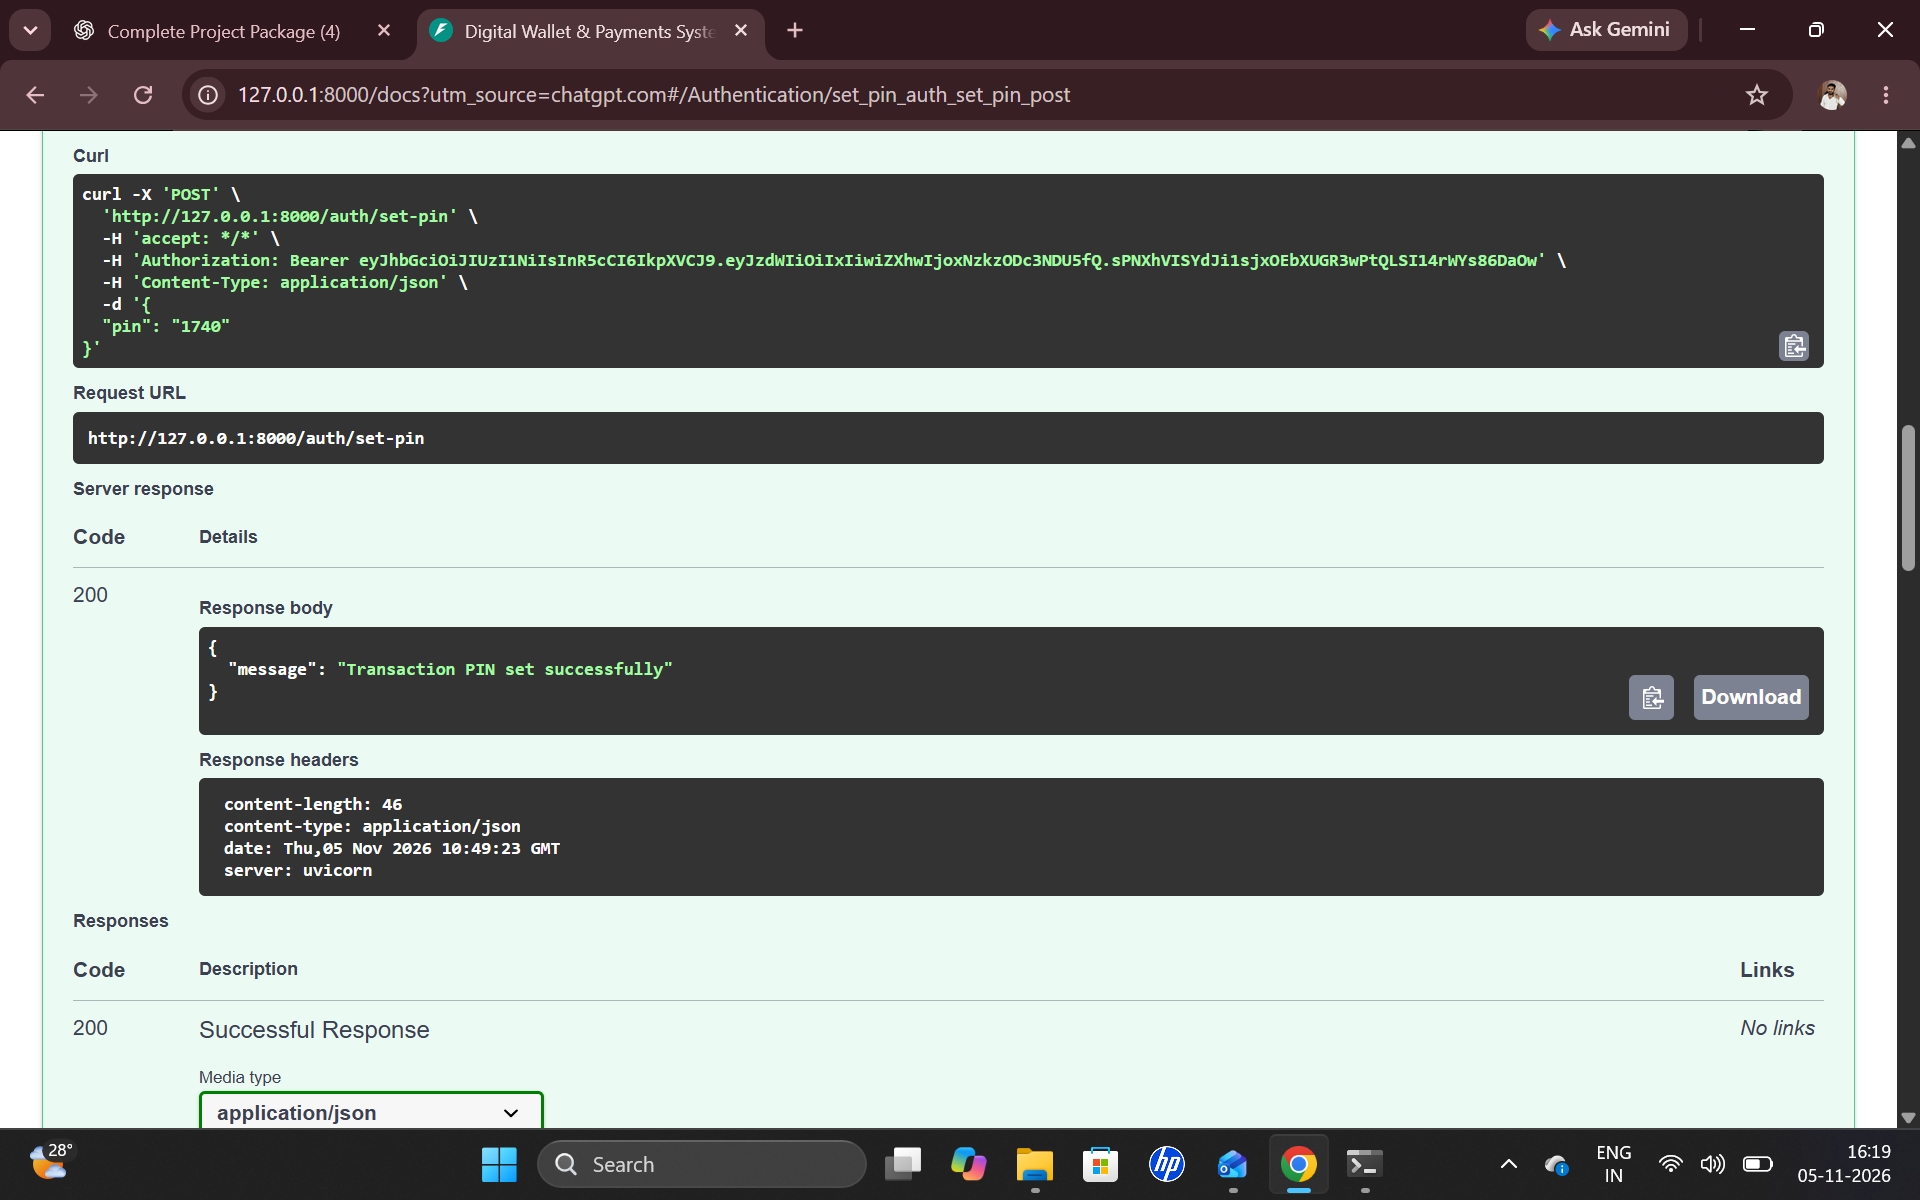 Complete Project Package (4)
Digital Wallet & Payments Syste
Ask Gemini
127.0.0.1:8000/docs?utm_source=chatgpt.com#/Authentication/set_pin_auth_set_pin_post
Curl
curl -X 'POST' \
'http://127.0.0.1:8000/auth/set-pin' \
-H 'accept: */*' \
-H 'Authorization: Bearer eyJhbGciOiJIUzI1NiIsInR5cCI6IkpXVCJ9.eyJzdWIiOiIxIiwiZXhwIjoxNzkzODc3NDU5fQ.sPNXhVISYdJi1sjxOEbXUGR3wPtQLSI14rWYs86DaOw' \
-H 'Content-Type: application/json' \
-d '{
"pin": "1740"
}'
Request URL
http://127.0.0.1:8000/auth/set-pin
Server response
Code Details
200
Response body
{
"message": "Transaction PIN set successfully"
}
Download
Response headers
content-length: 46
content-type: application/json
date: Thu,05 Nov 2026 10:49:23 GMT
server: uvicorn
Responses
Code Description Links
200 Successful Response No links
Media type
application/json
28°
Search
hp
ENG
IN
16:19
05-11-2026